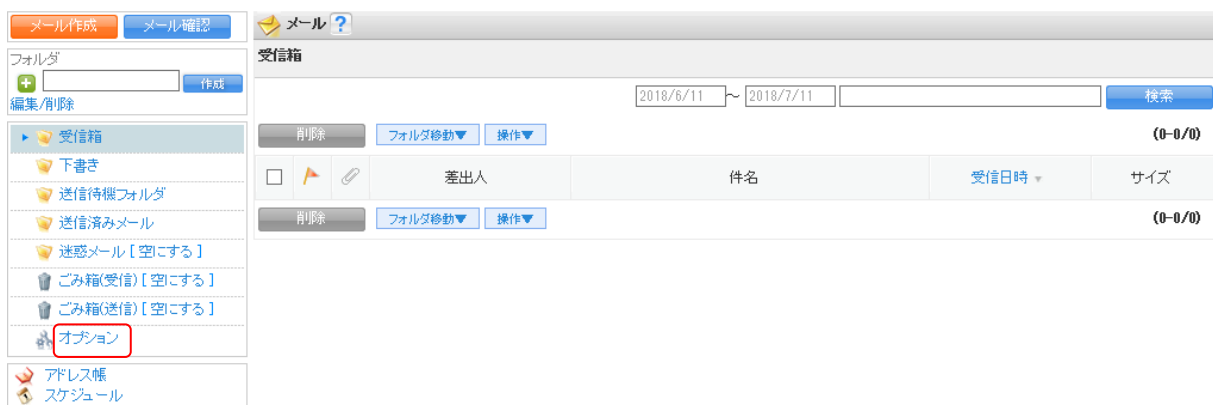 メール作成 メール確認
フォルダ
作成
編集/削除
受信箱
下書き
送信待機フォルダ
送信済みメール
迷惑メール [ 空にする ]
ごみ箱(受信) [ 空にする ]
ごみ箱(送信) [ 空にする ]
オプション
アドレス帳
スケジュール
メール ?
受信箱
2018/6/11 ～ 2018/7/11 検索
削除 フォルダ移動▼ 操作▼ (0-0/0)
差出人 件名 受信日時 ▼ サイズ
削除 フォルダ移動▼ 操作▼ (0-0/0)